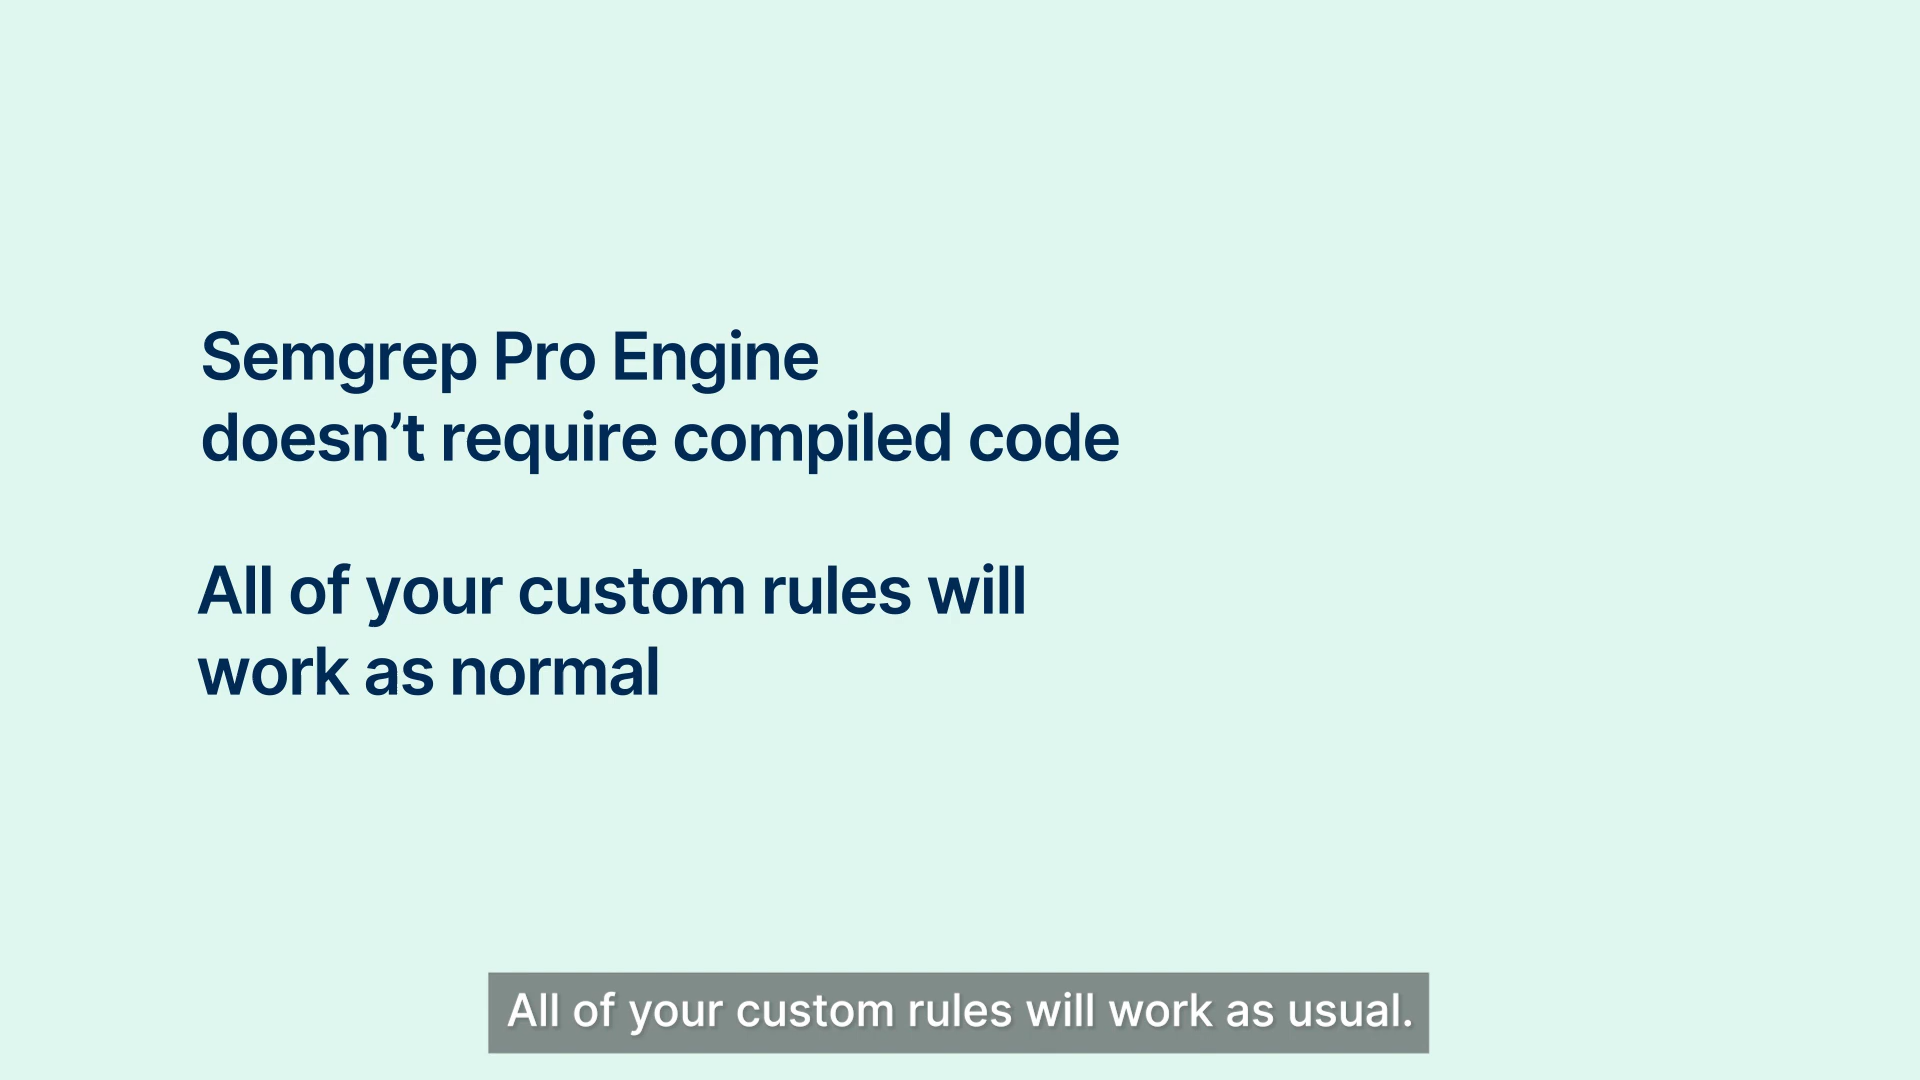 Semgrep Pro Engine
doesn’t require compiled code
All of your custom rules will
work as normal
All of your custom rules will work as usual.